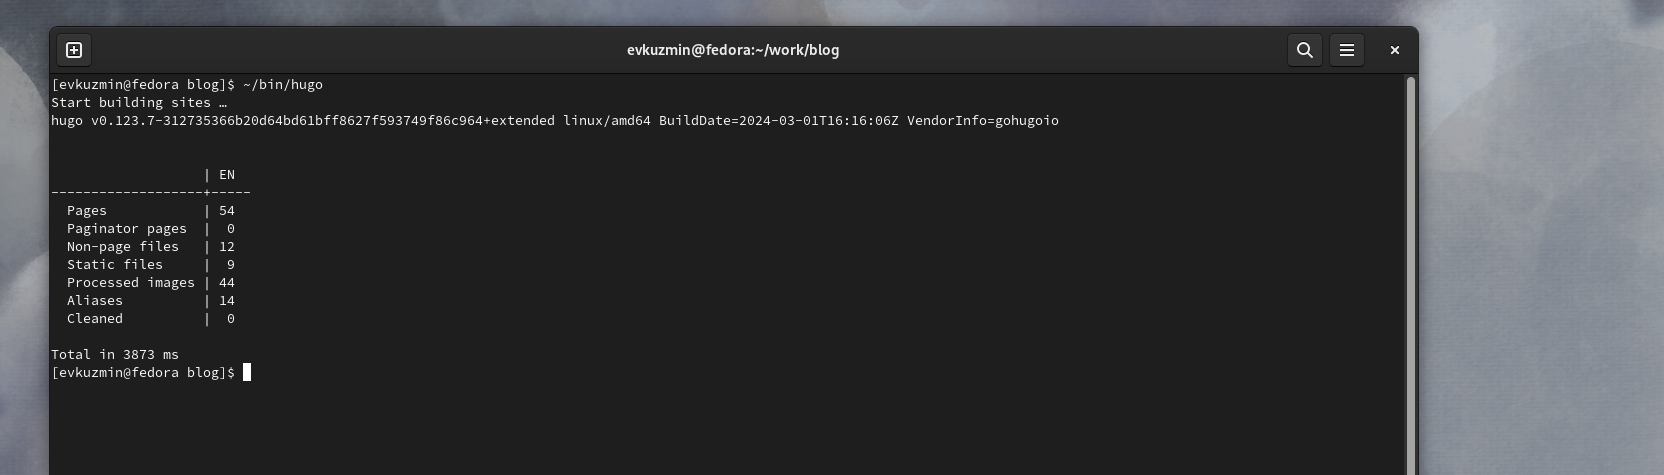 evkuzmin@fedora:~/work/blog
[evkuzmin@fedora blog]$ ~/bin/hugo
Start building sites …
hugo v0.123.7-312735366b20d64bd61bff8627f593749f86c964+extended linux/amd64 BuildDate=2024-03-01T16:16:06Z VendorInfo=gohugoio
                   | EN
-------------------+-----
  Pages            | 54
  Paginator pages  |  0
  Non-page files   | 12
  Static files     |  9
  Processed images | 44
  Aliases          | 14
  Cleaned          |  0
Total in 3873 ms
[evkuzmin@fedora blog]$